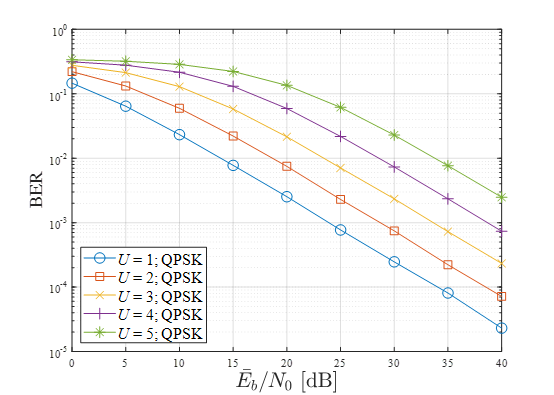 10^0
10^-1
10^-2
10^-3
10^-4
10^-5
BER
U = 1; QPSK
U = 2; QPSK
U = 3; QPSK
U = 4; QPSK
U = 5; QPSK
0 5 10 15 20 25 30 35 40
Ē_b/N_0 [dB]